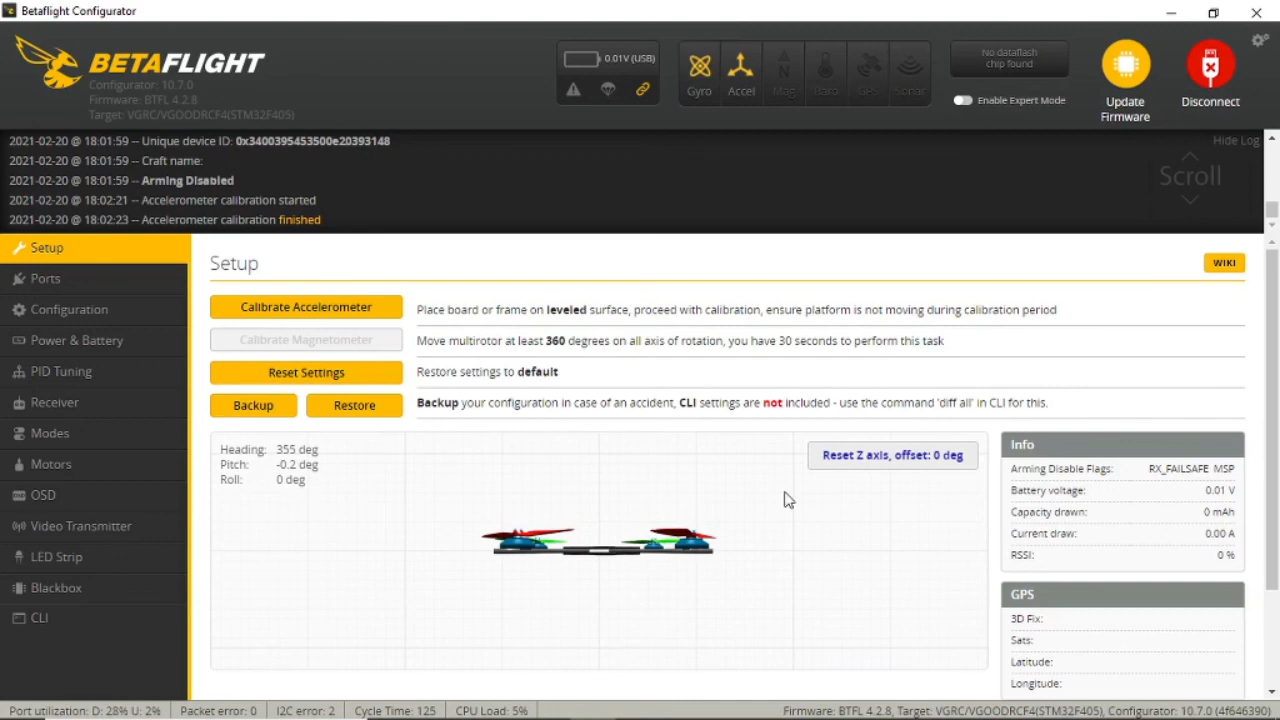 Betaflight Configurator
BETAFLIGHT
Configurator: 10.7.0
Firmware: BTFL 4.2.8
Target: VGRC/VGOODRCF4(STM32F405)
0.01V (USB)
Gyro
Accel
Mag
Baro
GPS
Sonar
No dataflash
chip found
Enable Expert Mode
Update
Firmware
Disconnect
2021-02-20 @ 18:01:59 -- Unique device ID: 0x3400395453500e20393148
2021-02-20 @ 18:01:59 -- Craft name:
2021-02-20 @ 18:01:59 -- Arming Disabled
2021-02-20 @ 18:02:21 -- Accelerometer calibration started
2021-02-20 @ 18:02:23 -- Accelerometer calibration finished
Hide Log
Scroll
Setup
Ports
Configuration
Power & Battery
PID Tuning
Receiver
Modes
Motors
OSD
Video Transmitter
LED Strip
Blackbox
CLI
Setup
WIKI
Calibrate Accelerometer
Place board or frame on leveled surface, proceed with calibration, ensure platform is not moving during calibration period
Calibrate Magnetometer
Move multirotor at least 360 degrees on all axis of rotation, you have 30 seconds to perform this task
Reset Settings
Restore settings to default
Backup
Restore
Backup your configuration in case of an accident, CLI settings are not included - use the command 'diff all' in CLI for this.
Heading: 355 deg
Pitch: -0.2 deg
Roll: 0 deg
Reset Z axis, offset: 0 deg
Info
Arming Disable Flags: RX_FAILSAFE MSP
Battery voltage: 0.01 V
Capacity drawn: 0 mAh
Current draw: 0.00 A
RSSI: 0 %
GPS
3D Fix:
Sats:
Latitude:
Longitude:
Port utilization: D: 28% U: 2%
Packet error: 0
I2C error: 2
Cycle Time: 125
CPU Load: 5%
Firmware: BTFL 4.2.8, Target: VGRC/VGOODRCF4(STM32F405), Configurator: 10.7.0 (4f646390)